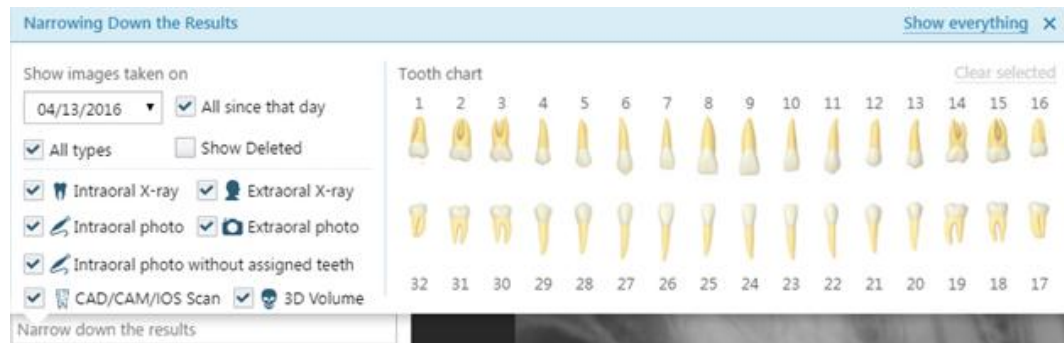 Narrowing Down the Results
Show everything ×
Show images taken on
04/13/2016
All since that day
All types
Show Deleted
Intraoral X-ray
Extraoral X-ray
Intraoral photo
Extraoral photo
Intraoral photo without assigned teeth
CAD/CAM/IOS Scan
3D Volume
Tooth chart
Clear selected
1 2 3 4 5 6 7 8 9 10 11 12 13 14 15 16
32 31 30 29 28 27 26 25 24 23 22 21 20 19 18 17
Narrow down the results